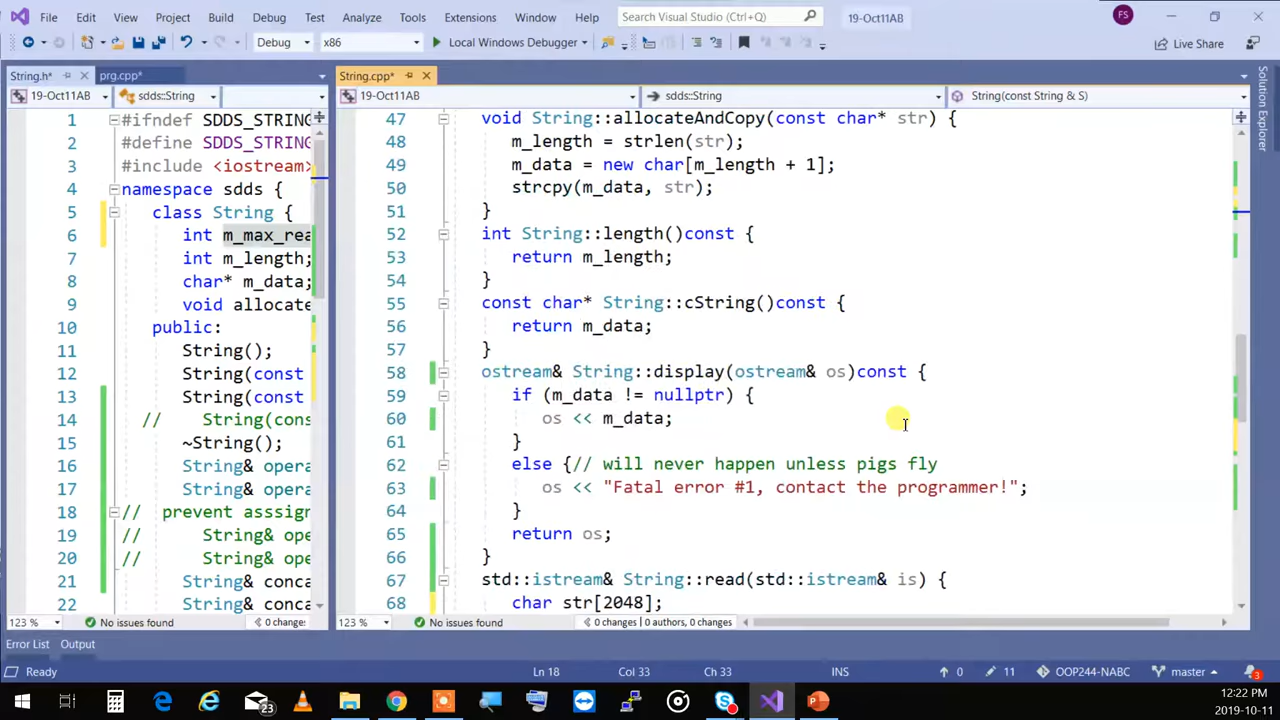 File Edit View Project Build Debug Test Analyze Tools Extensions Window Help Search Visual Studio (Ctrl+Q) 19-Oct11AB FS
Debug x86 Local Windows Debugger Live Share
String.h* prg.cpp* String.cpp*
19-Oct11AB sdds::String 19-Oct11AB sdds::String String(const String & S)
1 #ifndef SDDS_STRING
2 #define SDDS_STRING
3 #include <iostream>
4 namespace sdds {
5 class String {
6 int m_max_rea
7 int m_length;
8 char* m_data;
9 void allocate
10 public:
11 String();
12 String(const
13 String(const
14 // String(cons
15 ~String();
16 String& opera
17 String& opera
18 // prevent asssign
19 // String& ope
20 // String& ope
21 String& conca
22 String& conca
123 % No issues found 0 change
47 void String::allocateAndCopy(const char* str) {
48 m_length = strlen(str);
49 m_data = new char[m_length + 1];
50 strcpy(m_data, str);
51 }
52 int String::length()const {
53 return m_length;
54 }
55 const char* String::cString()const {
56 return m_data;
57 }
58 ostream& String::display(ostream& os)const {
59 if (m_data != nullptr) {
60 os << m_data;
61 }
62 else {// will never happen unless pigs fly
63 os << "Fatal error #1, contact the programmer!";
64 }
65 return os;
66 }
67 std::istream& String::read(std::istream& is) {
68 char str[2048];
123 % No issues found 0 changes | 0 authors, 0 changes
Solution Explorer
Error List Output
Ready Ln 18 Col 33 Ch 33 INS 0 11 OOP244-NABC master 3
23
12:22 PM
2019-10-11